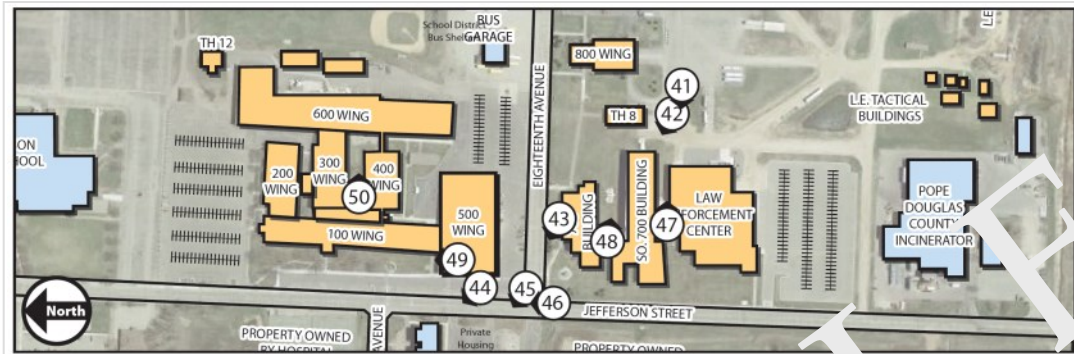 School District
Bus Shelter
BUS
GARAGE
TH 12
800 WING
41
42
TH 8
L.E. TACTICAL
BUILDINGS
600 WING
EIGHTEENTH AVENUE
200
WING
300
WING
400
WING
50
100 WING
500
WING
43
BUILDING
48
SO. 700 BUILDING
47
LAW
FORCEMENT
CENTER
POPE
DOUGLAS
COUNTY
INCINERATOR
49
44
45
46
JEFFERSON STREET
North
PROPERTY OWNED
BY HOSPITAL
AVENUE
Private
Housing
PROPERTY OWNED